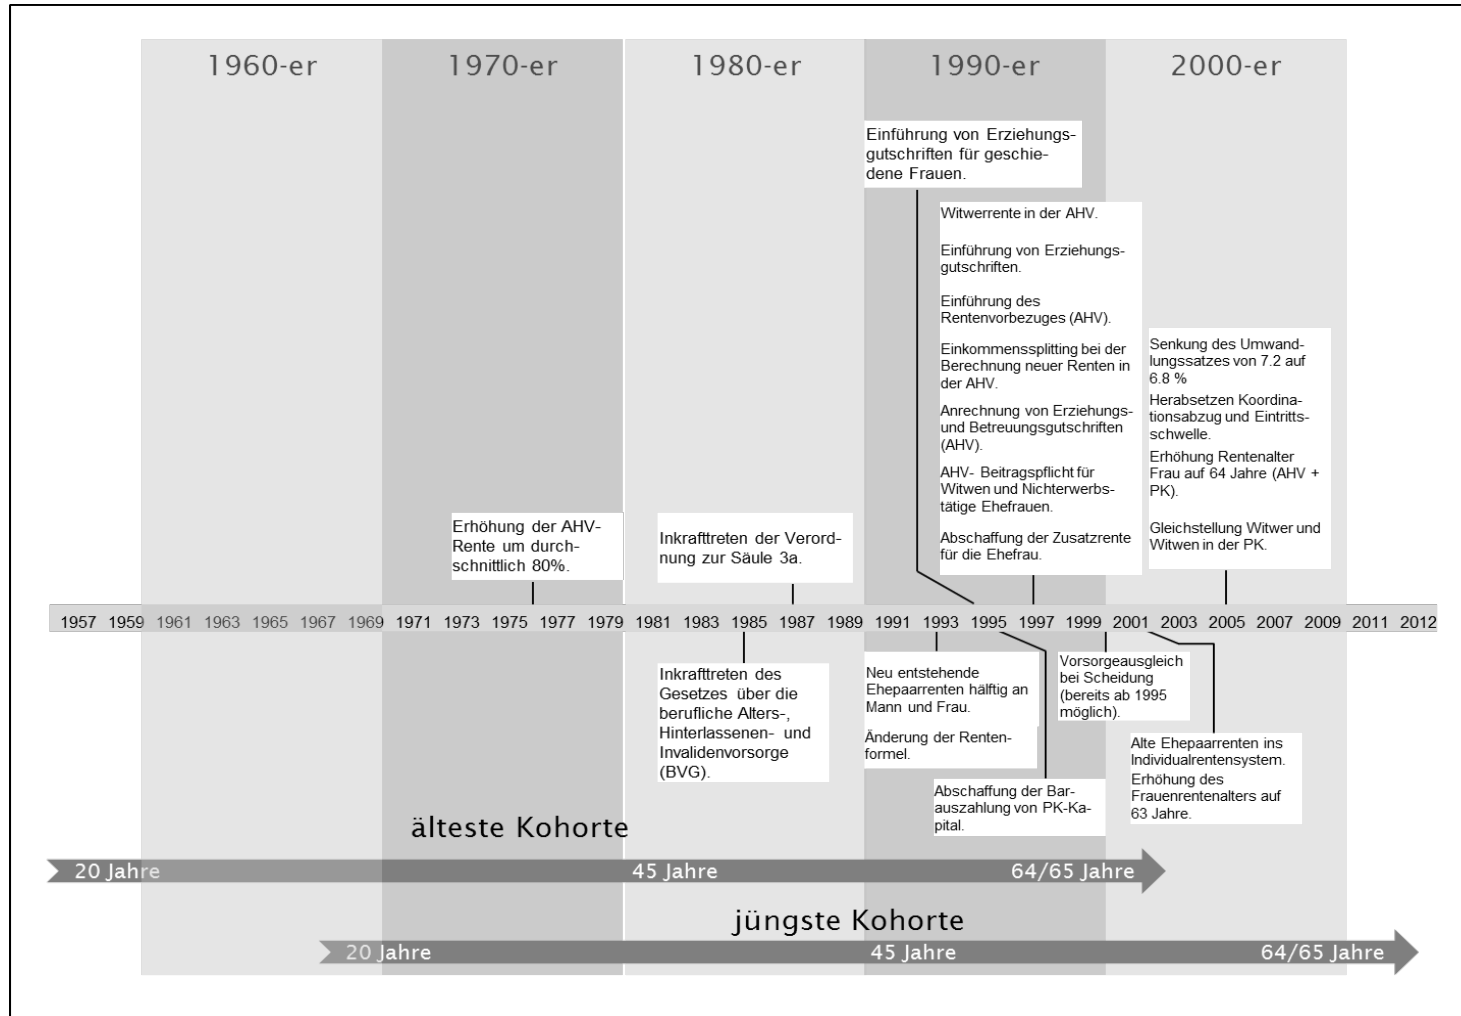 1960-er
1970-er
1980-er
1990-er
2000-er
Einführung von Erziehungs-
gutschriften für geschie-
dene Frauen.
Witwerrente in der AHV.
Einführung von Erziehungs-
gutschriften.
Einführung des
Rentenvorbezuges (AHV).
Einkommenssplitting bei der
Berechnung neuer Renten in
der AHV.
Anrechnung von Erziehungs-
und Betreuungsgutschriften
(AHV).
AHV- Beitragspflicht für
Witwen und Nichterwerbs-
tätige Ehefrauen.
Abschaffung der Zusatzrente
für die Ehefrau.
Senkung des Umwand-
lungssatzes von 7.2 auf
6.8 %
Herabsetzen Koordina-
tionsabzug und Eintritts-
schwelle.
Erhöhung Rentenalter
Frau auf 64 Jahre (AHV +
PK).
Gleichstellung Witwer und
Witwen in der PK.
Erhöhung der AHV-
Rente um durch-
schnittlich 80%.
Inkrafttreten der Verord-
nung zur Säule 3a.
1957 1959 1961 1963 1965 1967 1969 1971 1973 1975 1977 1979 1981 1983 1985 1987 1989 1991 1993 1995 1997 1999 2001 2003 2005 2007 2009 2011 2012
Inkrafttreten des
Gesetzes über die
berufliche Alters-,
Hinterlassenen- und
Invalidenvorsorge
(BVG).
Neu entstehende
Ehepaarrenten hälftig an
Mann und Frau.
Änderung der Renten-
formel.
Abschaffung der Bar-
auszahlung von PK-Ka-
pital.
Vorsorgeausgleich
bei Scheidung
(bereits ab 1995
möglich).
Alte Ehepaarrenten ins
Individualrentensystem.
Erhöhung des
Frauenrentenalters auf
63 Jahre.
älteste Kohorte
20 Jahre
45 Jahre
64/65 Jahre
jüngste Kohorte
20 Jahre
45 Jahre
64/65 Jahre